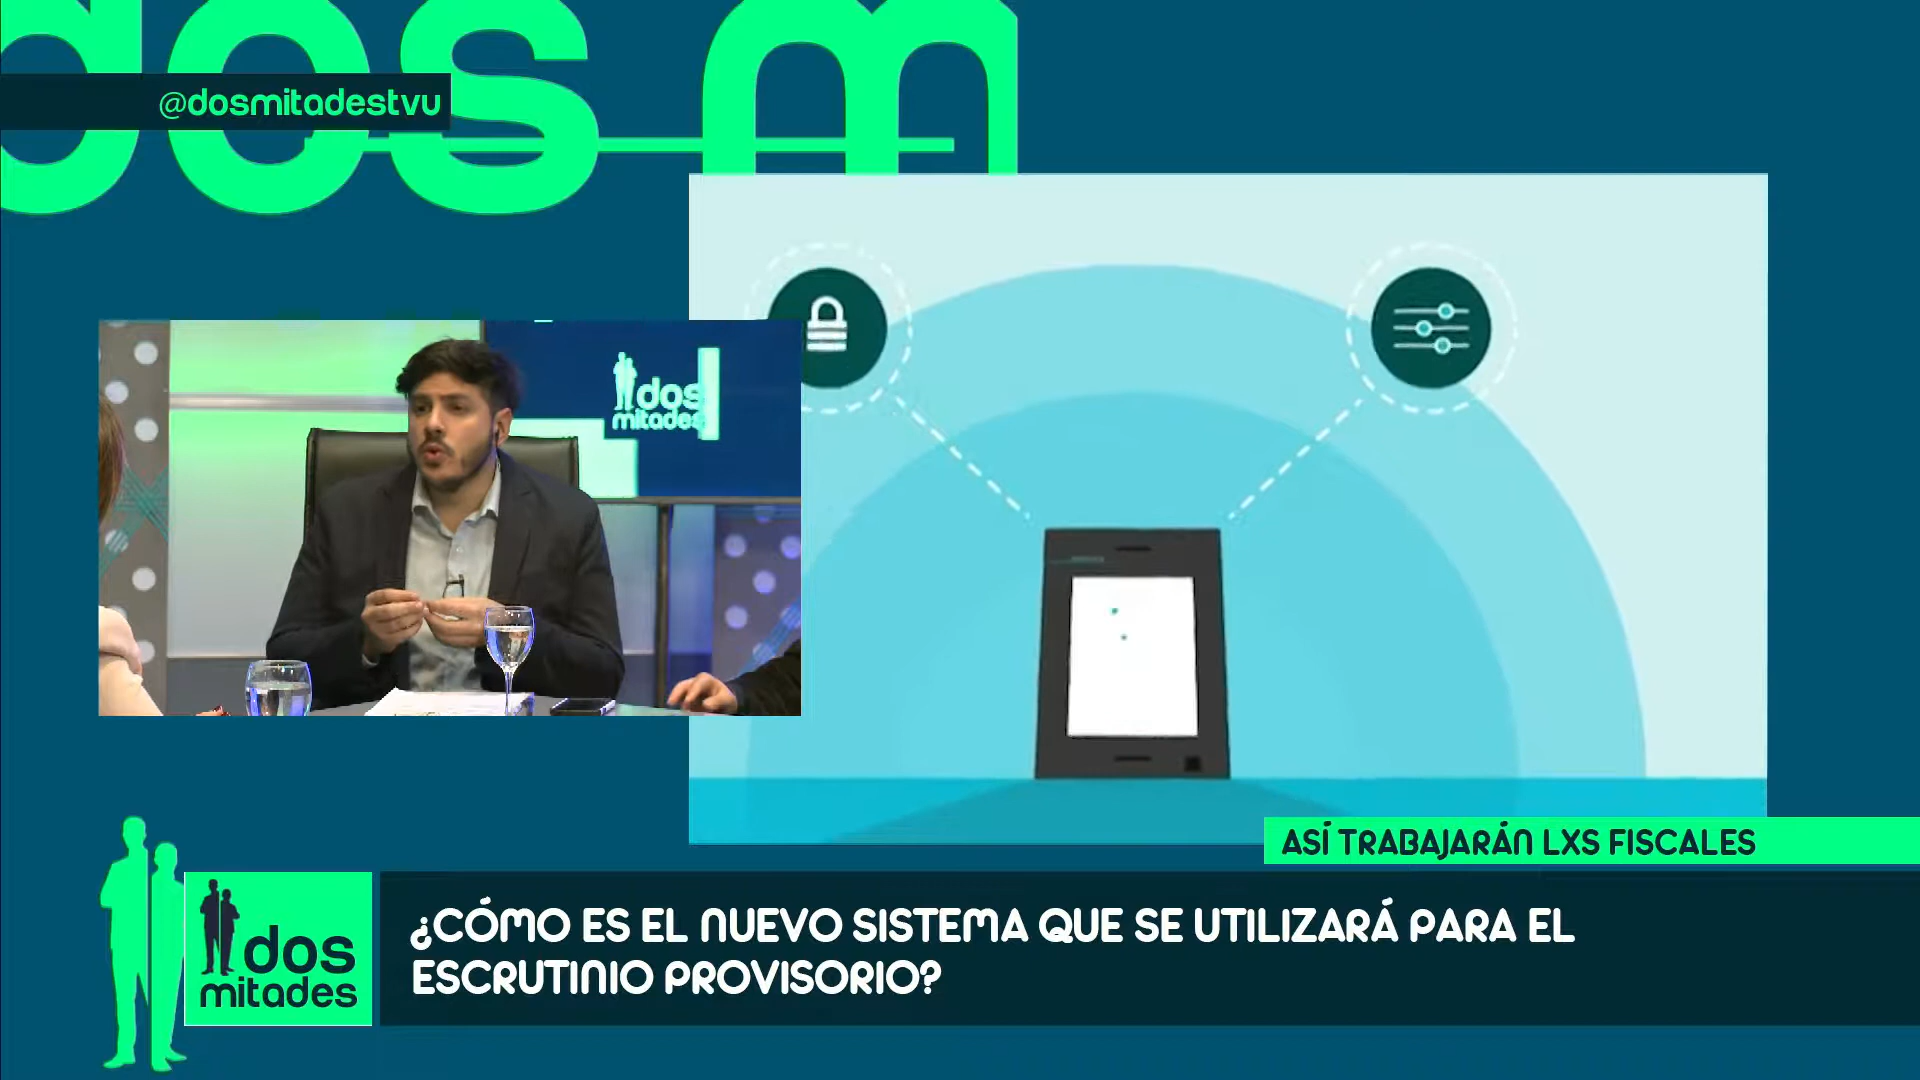 dos m
@dosmitadestvu
dos
mitades
ASÍ TRABAJARÁN LXS FISCALES
dos
mitades
¿CÓMO ES EL NUEVO SISTEMA QUE SE UTILIZARÁ PARA EL
ESCRUTINIO PROVISORIO?